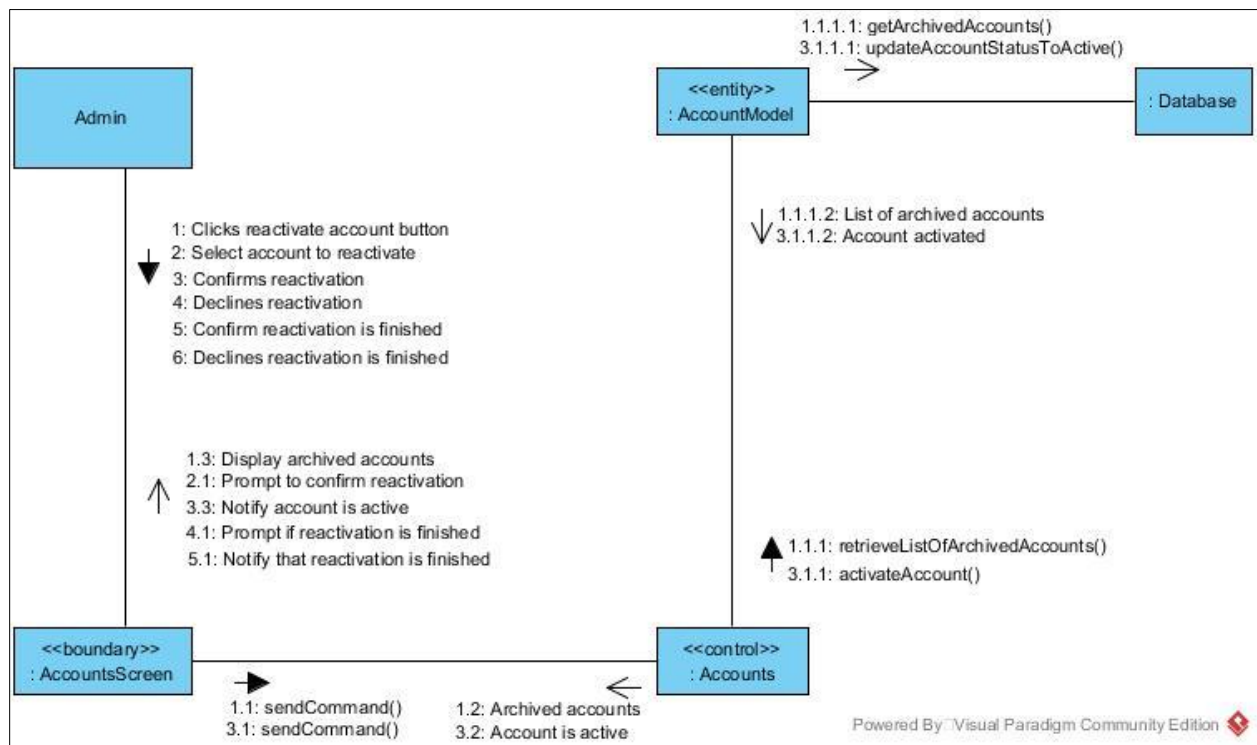 1.1.1.1: getArchivedAccounts()
3.1.1.1: updateAccountStatusToActive()
Admin
<<entity>>
: AccountModel
: Database
1: Clicks reactivate account button
2: Select account to reactivate
3: Confirms reactivation
4: Declines reactivation
5: Confirm reactivation is finished
6: Declines reactivation is finished
1.1.1.2: List of archived accounts
3.1.1.2: Account activated
1.3: Display archived accounts
2.1: Prompt to confirm reactivation
3.3: Notify account is active
4.1: Prompt if reactivation is finished
5.1: Notify that reactivation is finished
1.1.1: retrieveListOfArchivedAccounts()
3.1.1: activateAccount()
<<boundary>>
: AccountsScreen
<<control>>
: Accounts
1.1: sendCommand()
3.1: sendCommand()
1.2: Archived accounts
3.2: Account is active
Powered By Visual Paradigm Community Edition